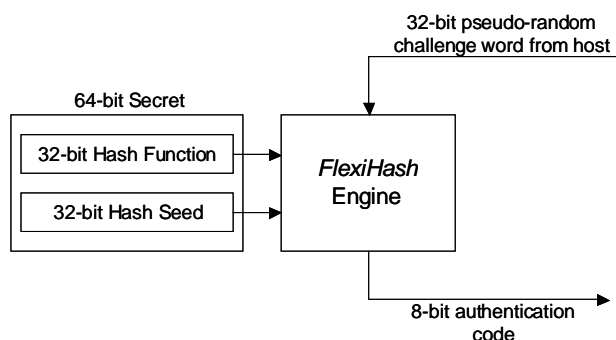 32-bit pseudo-random
challenge word from host
64-bit Secret
32-bit Hash Function
32-bit Hash Seed
FlexiHash
Engine
8-bit authentication
code